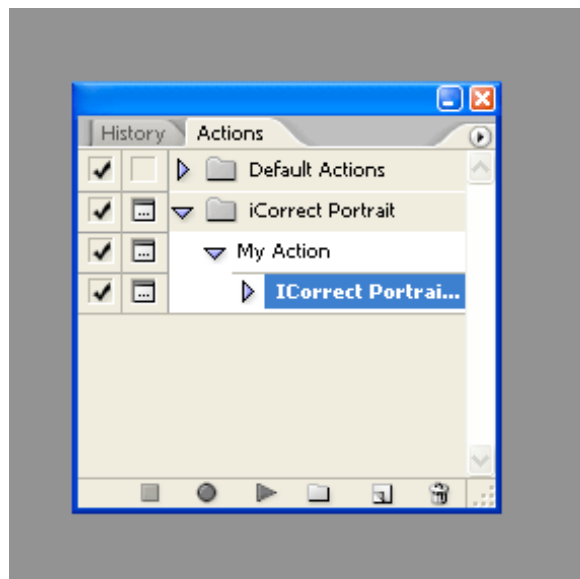 History Actions
Default Actions
iCorrect Portrait
My Action
ICorrect Portrai...